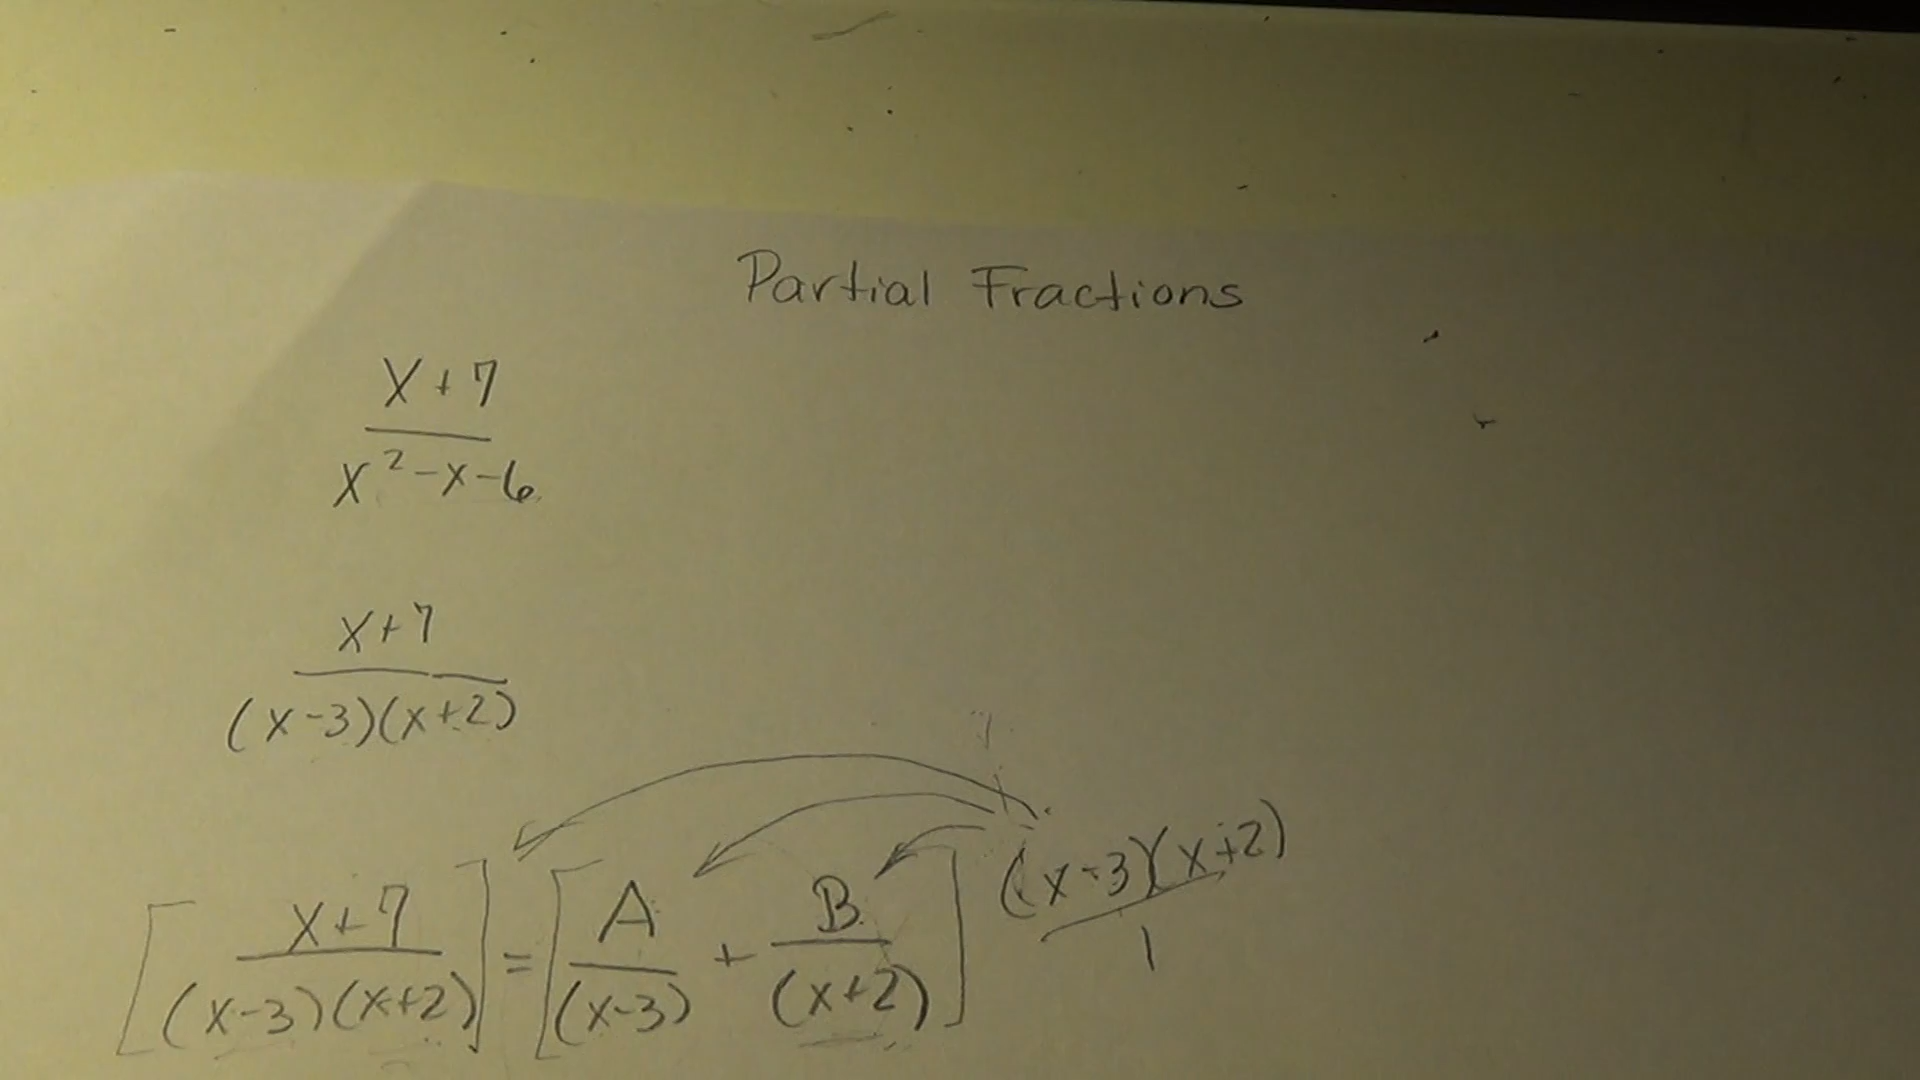 Partial Fractions
x + 7
x² - x - 6
x + 7
(x-3)(x+2)
[ x+7 / (x-3)(x+2) ] = [ A / (x-3) + B / (x+2) ] (x-3)(x+2) / 1